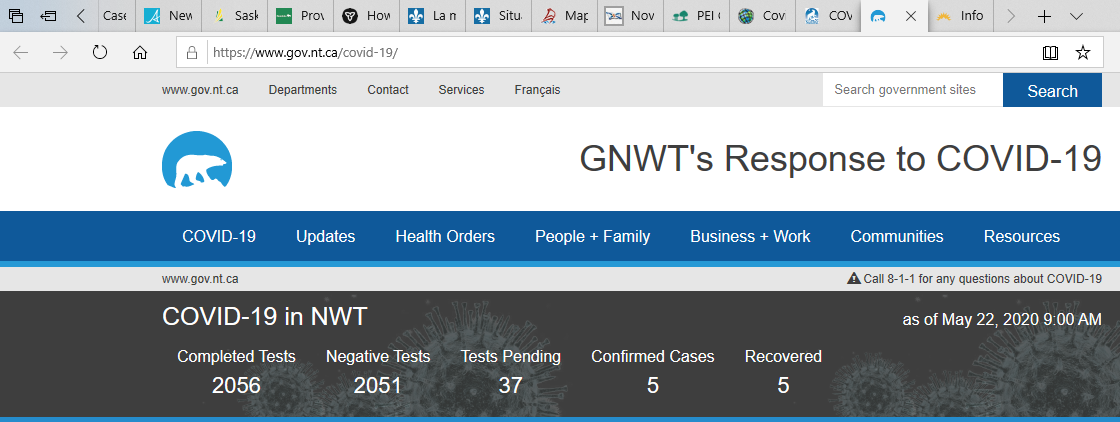 Case New Sask Prov How La m Situ Map Nov PEI Cov COV Info
https://www.gov.nt.ca/covid-19/
www.gov.nt.ca Departments Contact Services Français Search government sites Search
GNWT's Response to COVID-19
COVID-19 Updates Health Orders People + Family Business + Work Communities Resources
www.gov.nt.ca Call 8-1-1 for any questions about COVID-19
COVID-19 in NWT as of May 22, 2020 9:00 AM
Completed Tests Negative Tests Tests Pending Confirmed Cases Recovered
2056 2051 37 5 5